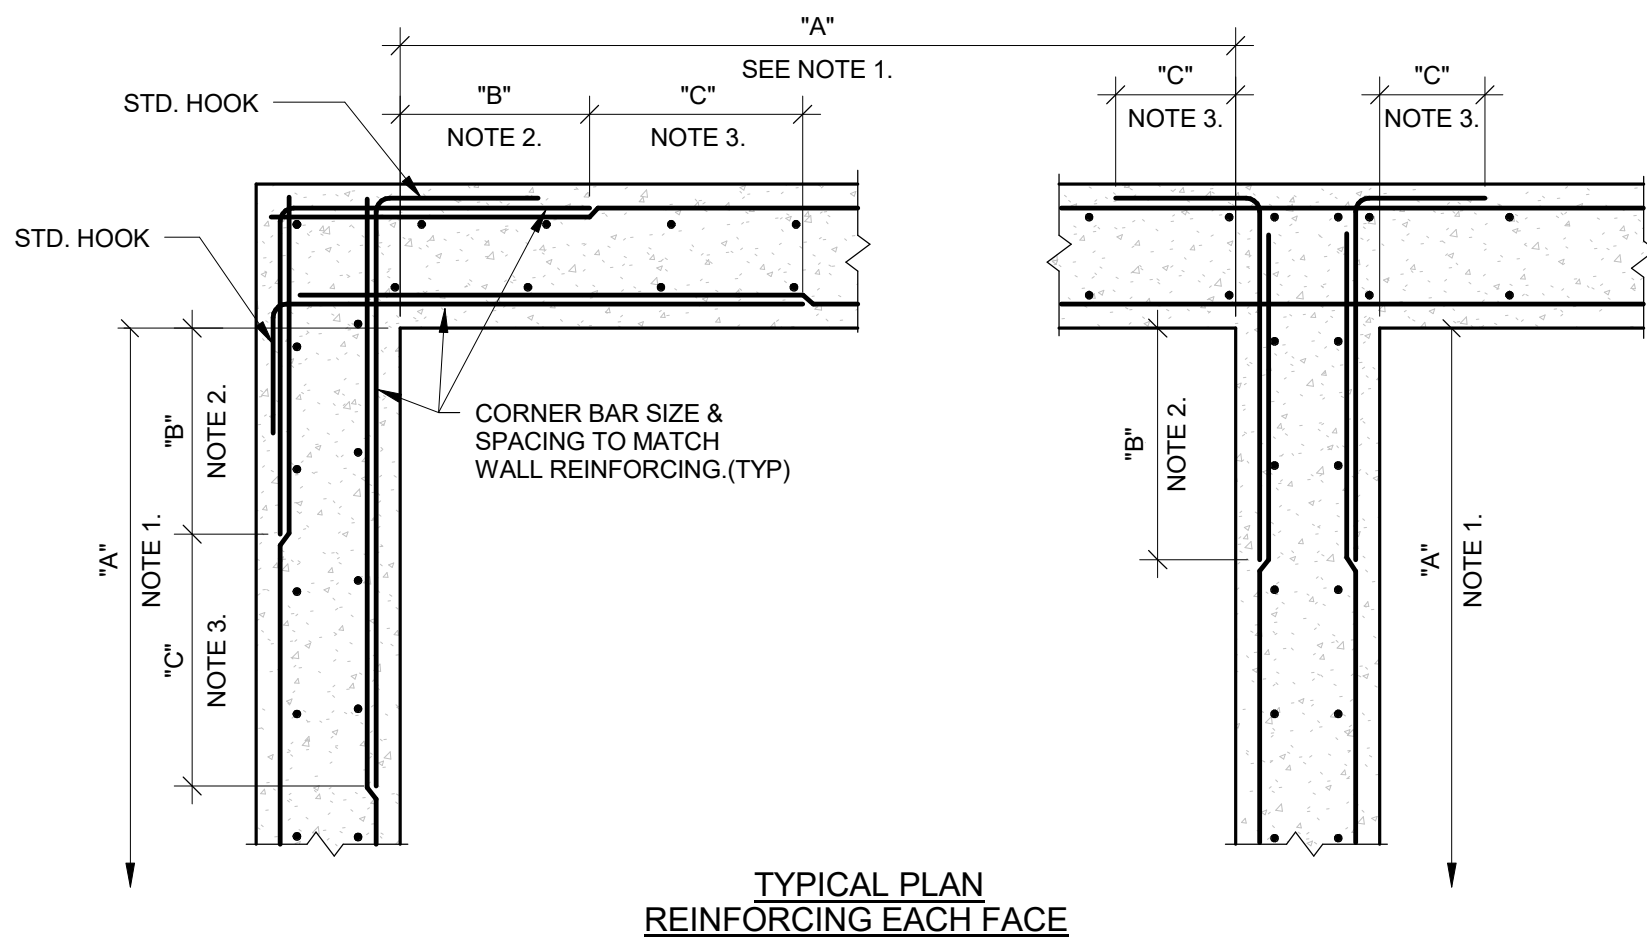 "A"
SEE NOTE 1.
"B"
NOTE 2.
"C"
NOTE 3.
"C"
NOTE 3.
"C"
NOTE 3.
STD. HOOK
STD. HOOK
"A"
NOTE 1.
"B"
NOTE 2.
"C"
NOTE 3.
CORNER BAR SIZE &
SPACING TO MATCH
WALL REINFORCING.(TYP)
"B"
NOTE 2.
"A"
NOTE 1.
TYPICAL PLAN
REINFORCING EACH FACE